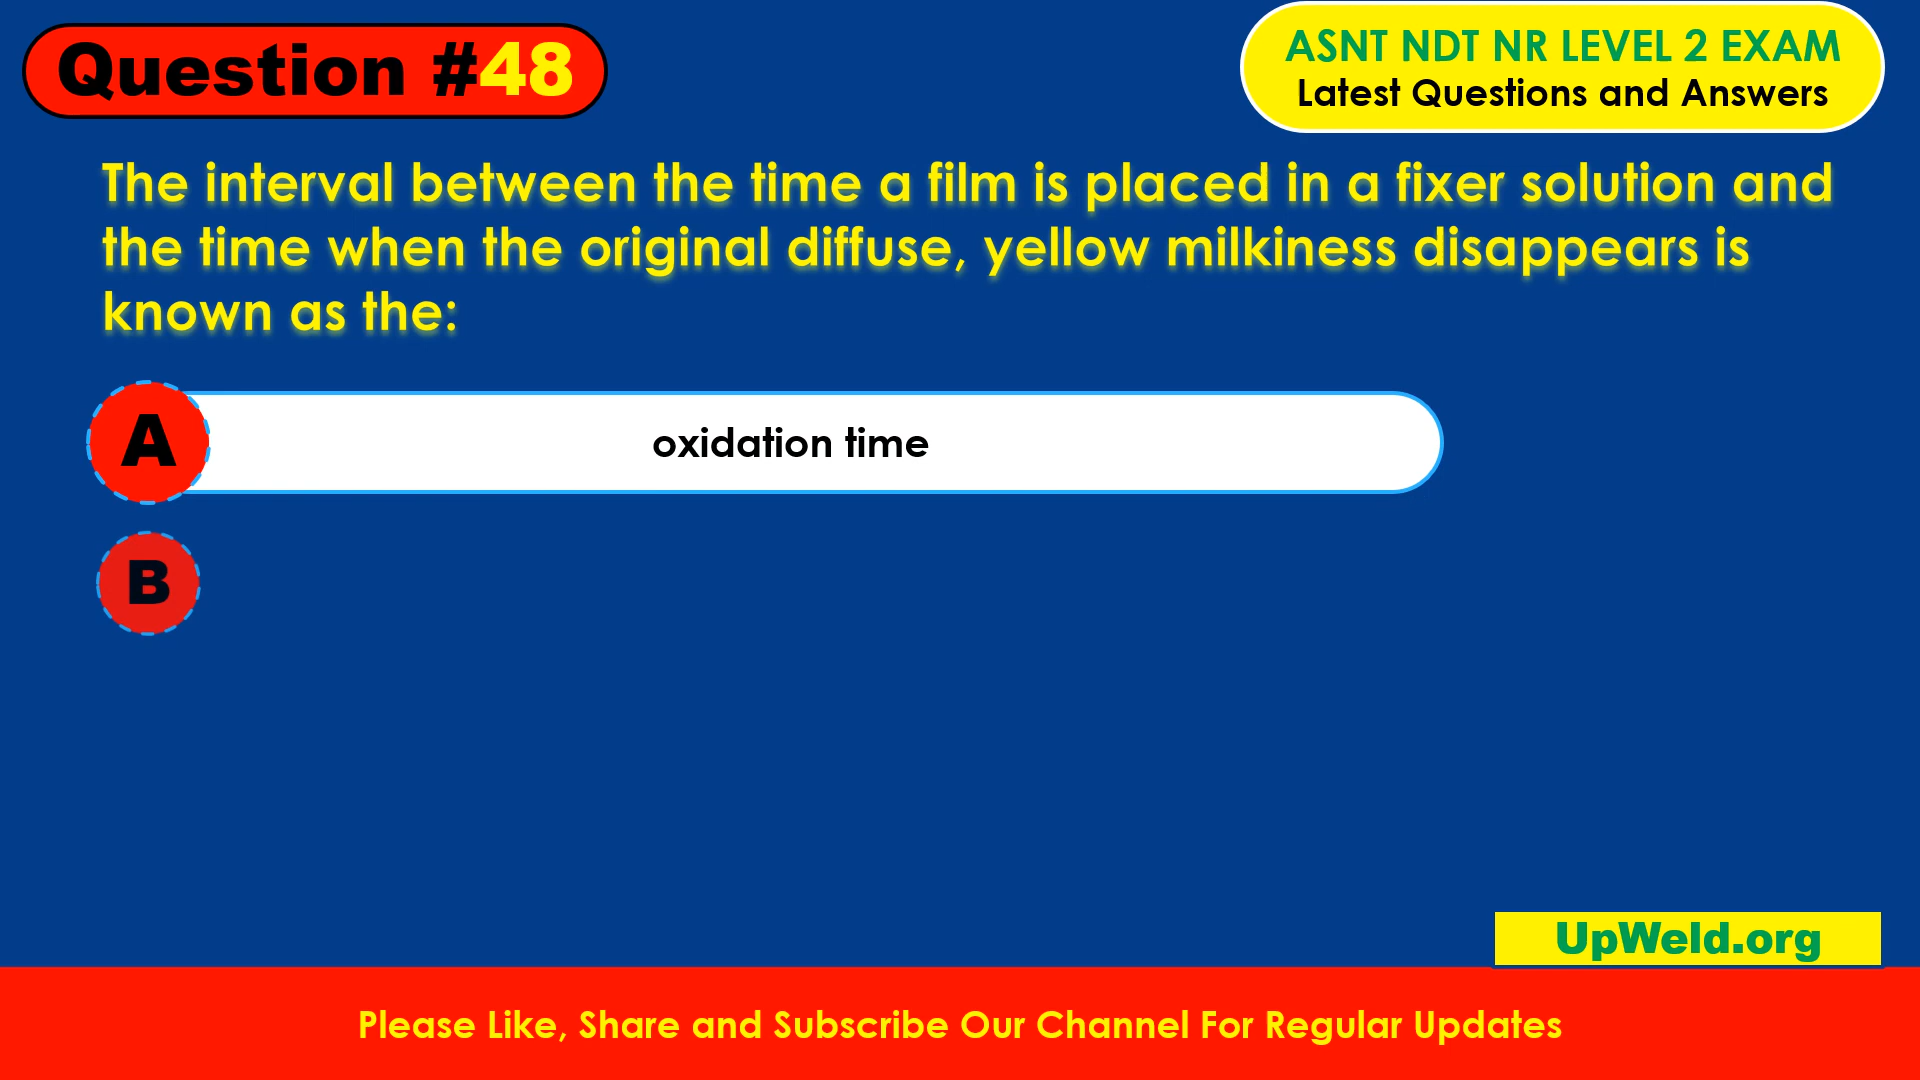 Question #48
ASNT NDT NR LEVEL 2 EXAM
Latest Questions and Answers
The interval between the time a film is placed in a fixer solution and
the time when the original diffuse, yellow milkiness disappears is
known as the:
A
oxidation time
B
UpWeld.org
Please Like, Share and Subscribe Our Channel For Regular Updates